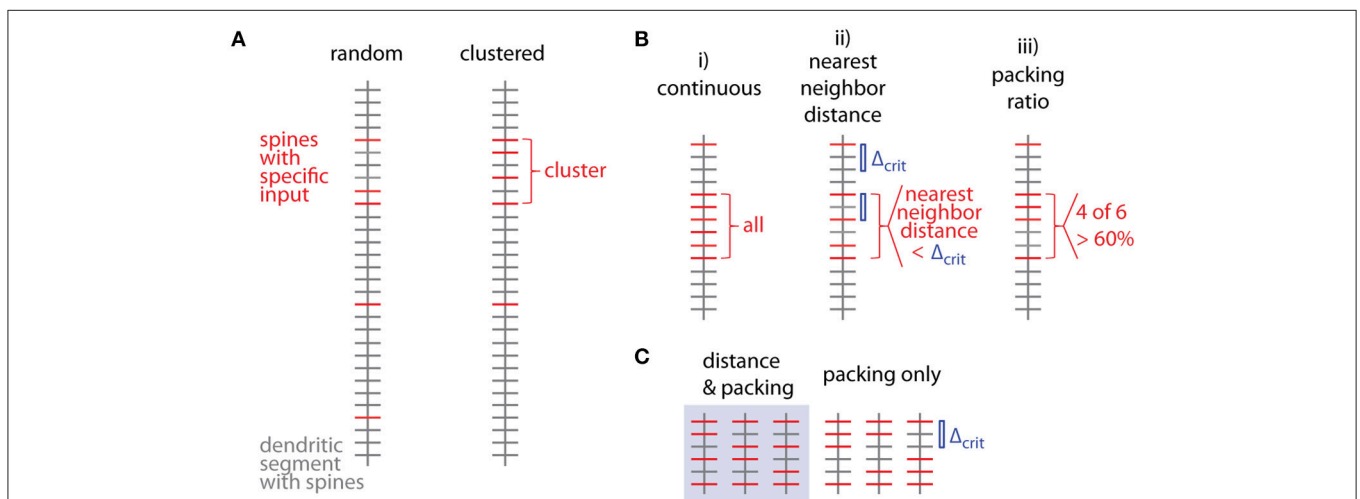 A
random
clustered
spines
with
specific
input
cluster
dendritic
segment
with spines
B
i)
continuous
ii)
nearest
neighbor
distance
iii)
packing
ratio
all
Δcrit
nearest
neighbor
distance
< Δcrit
4 of 6
> 60%
C
distance
& packing
packing only
Δcrit